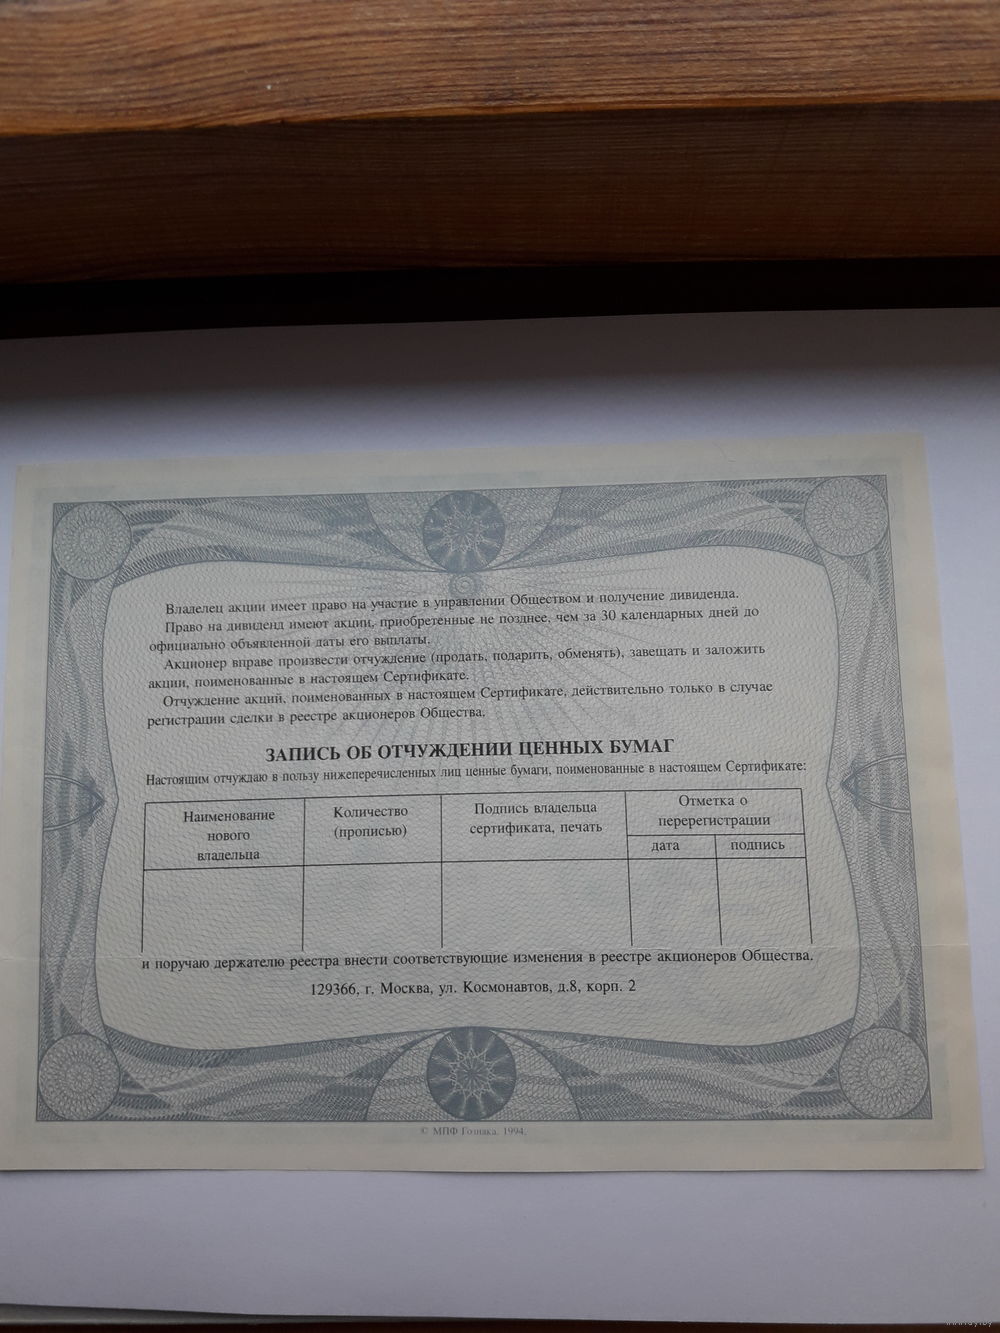 Владелец акции имеет право на участие в управлении Обществом и получение дивиденда.
Право на дивиденд имеют акции, приобретенные не позднее, чем за 30 календарных дней до
официально объявленной даты его выплаты.
Акционер вправе произвести отчуждение (продать, подарить, обменять), завещать и заложить
акции, поименованные в настоящем Сертификате.
Отчуждение акций, поименованных в настоящем Сертификате, действительно только в случае
регистрации сделки в реестре акционеров Общества.
ЗАПИСЬ ОБ ОТЧУЖДЕНИИ ЦЕННЫХ БУМАГ
Настоящим отчуждаю в пользу нижеперечисленных лиц ценные бумаги, поименованные в настоящем Сертификате:
Наименование
нового
владельца
Количество
(прописью)
Подпись владельца
сертификата, печать
Отметка о
перерегистрации
дата
подпись
и поручаю держателю реестра внести соответствующие изменения в реестре акционеров Общества.
129366, г. Москва, ул. Космонавтов, д.8, корп. 2
© МПФ Гознака. 1994.